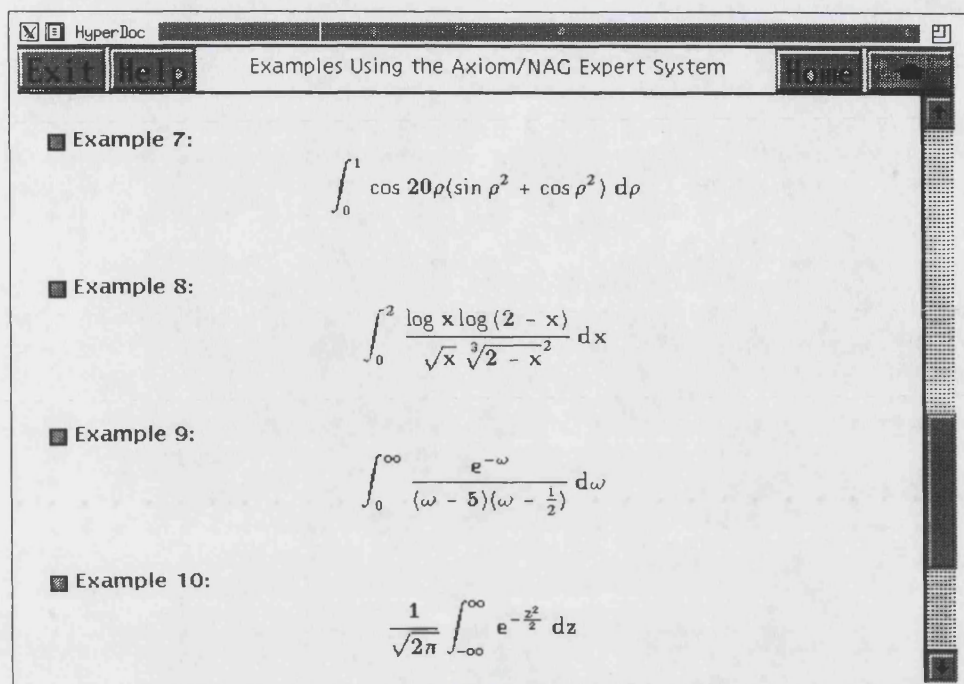 HyperDoc
Exit Help Examples Using the Axiom/NAG Expert System Home
Example 7:
∫₀¹ cos 20ρ(sin ρ² + cos ρ²) dρ
Example 8:
∫₀² (log x log (2 - x)) / (√x ∛(2 - x)²) dx
Example 9:
∫₀^∞ e^(-ω) / ((ω - 5)(ω - 1/2)) dω
Example 10:
1/√(2π) ∫_(-∞)^∞ e^(-z²/2) dz